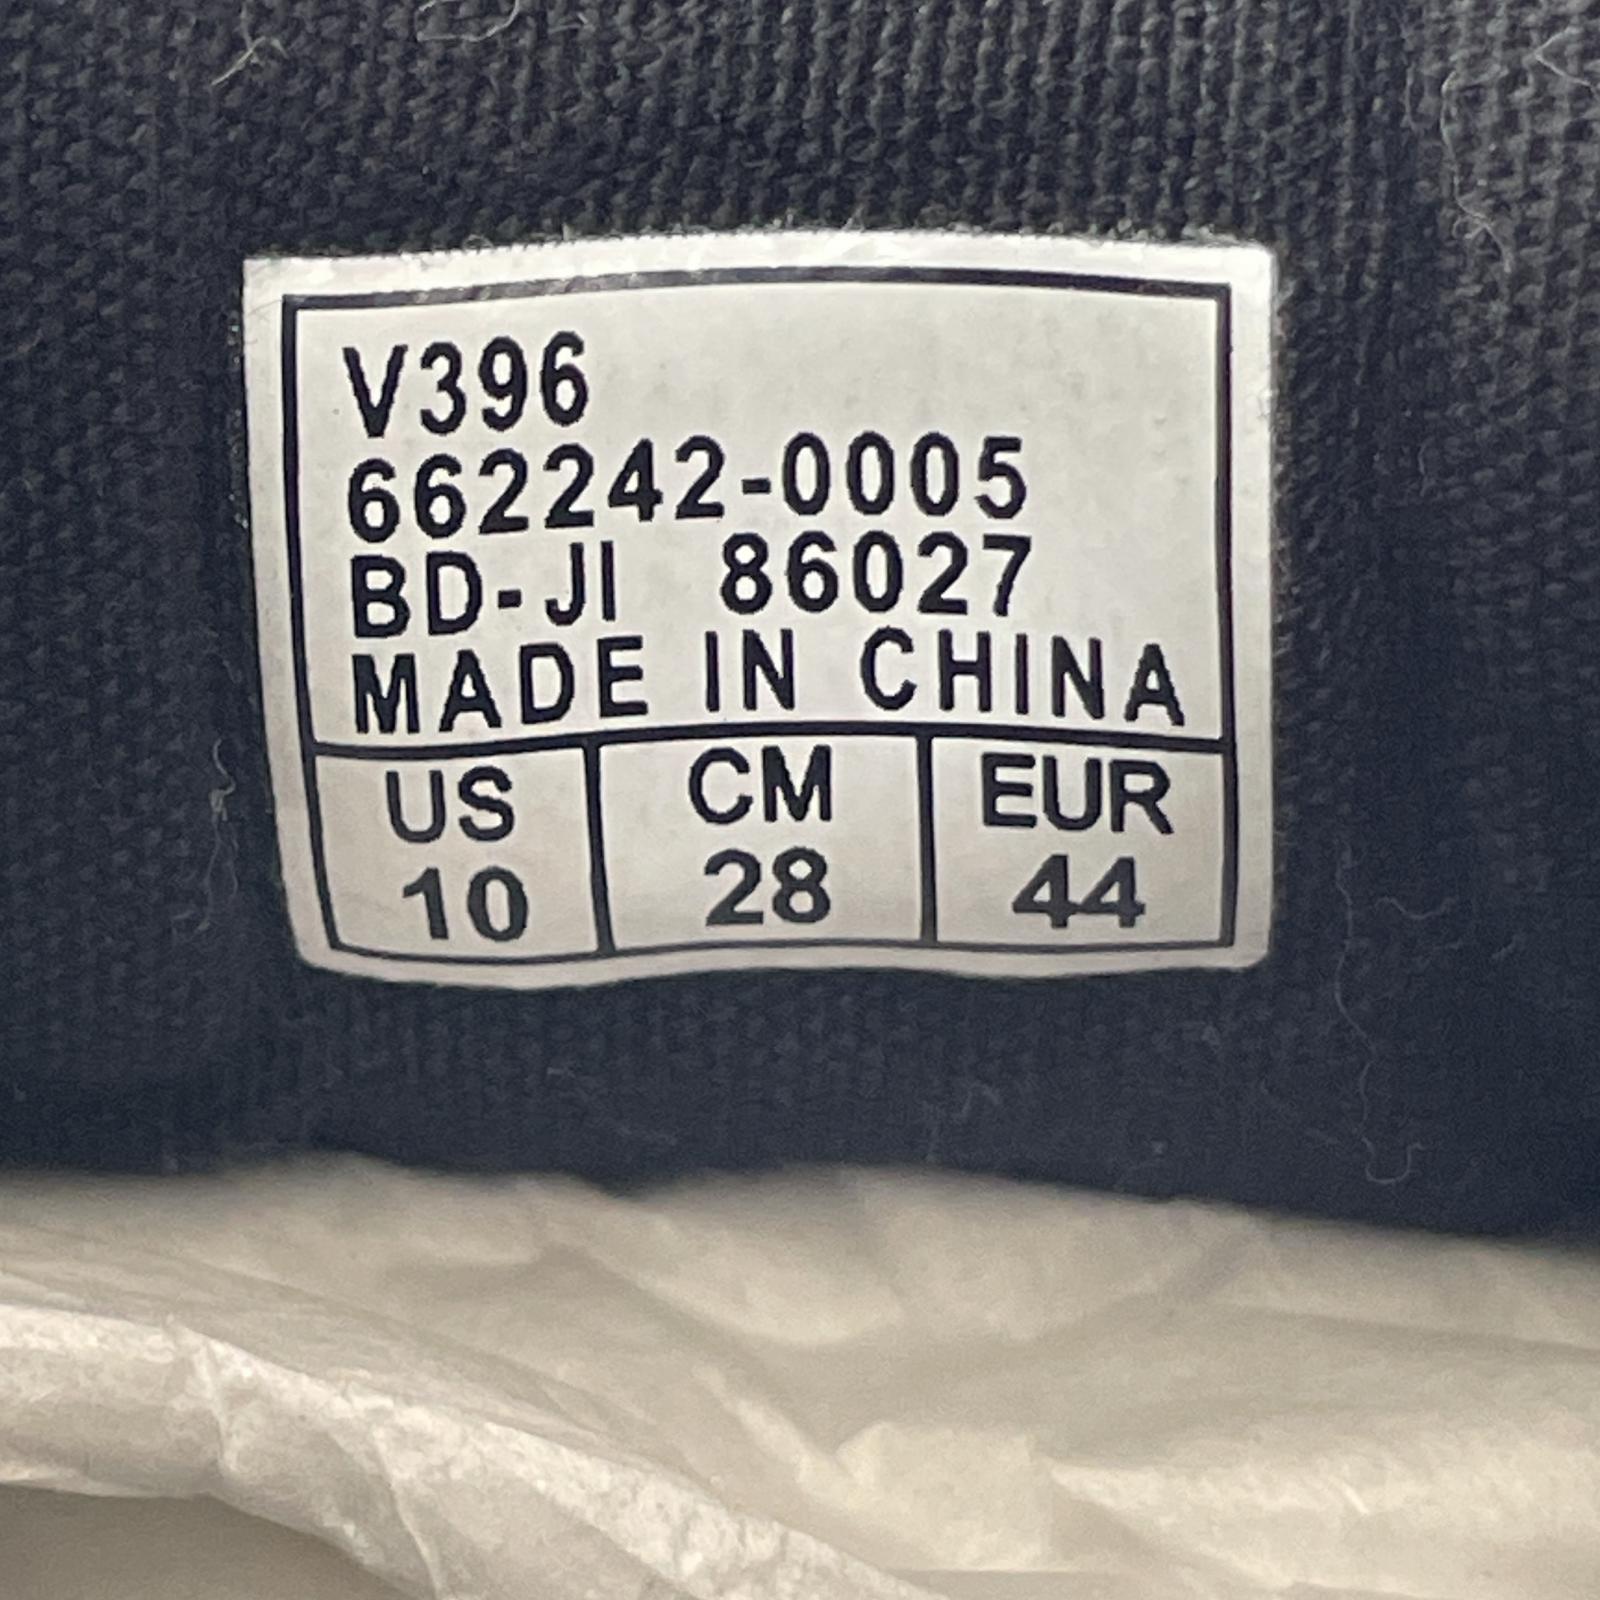 V396
662242-0005
BD-JI 86027
MADE IN CHINA
US CM EUR
10 28 44